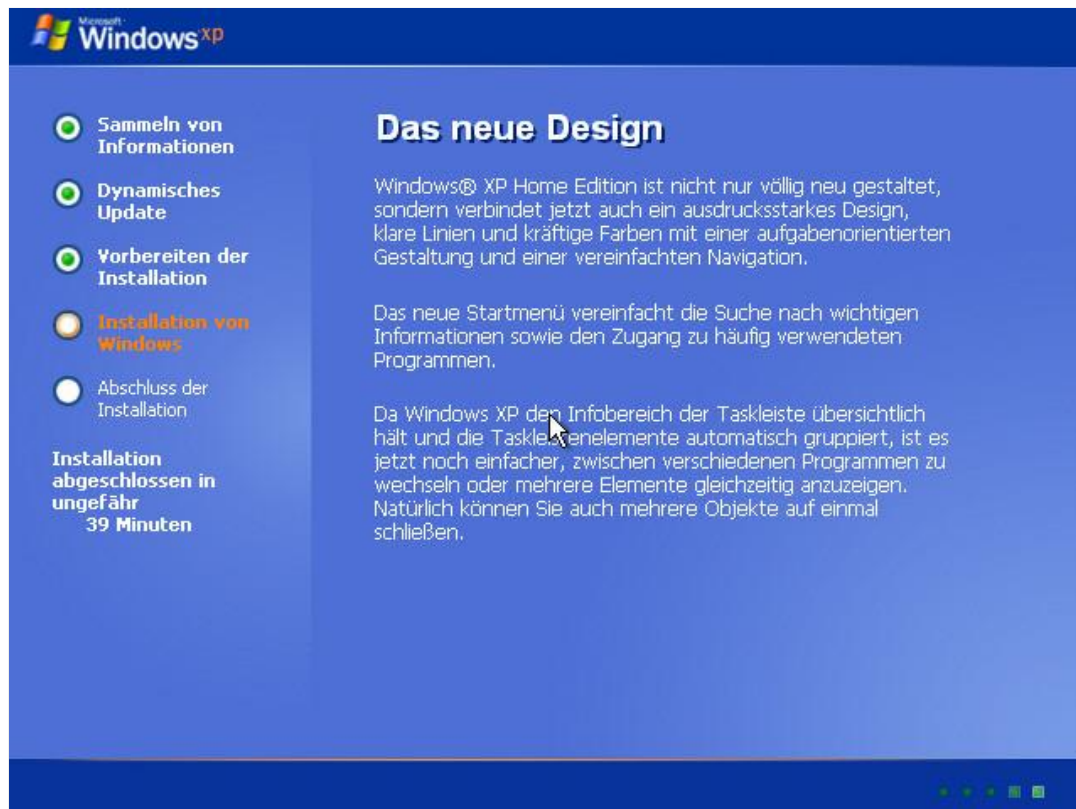 Microsoft
Windows xp
Sammeln von
Informationen
Dynamisches
Update
Vorbereiten der
Installation
Installation von
Windows
Abschluss der
Installation
Installation
abgeschlossen in
ungefähr
39 Minuten
Das neue Design
Windows® XP Home Edition ist nicht nur völlig neu gestaltet,
sondern verbindet jetzt auch ein ausdrucksstarkes Design,
klare Linien und kräftige Farben mit einer aufgabenorientierten
Gestaltung und einer vereinfachten Navigation.
Das neue Startmenü vereinfacht die Suche nach wichtigen
Informationen sowie den Zugang zu häufig verwendeten
Programmen.
Da Windows XP den Infobereich der Taskleiste übersichtlich
hält und die Taskleistenelemente automatisch gruppiert, ist es
jetzt noch einfacher, zwischen verschiedenen Programmen zu
wechseln oder mehrere Elemente gleichzeitig anzuzeigen.
Natürlich können Sie auch mehrere Objekte auf einmal
schließen.